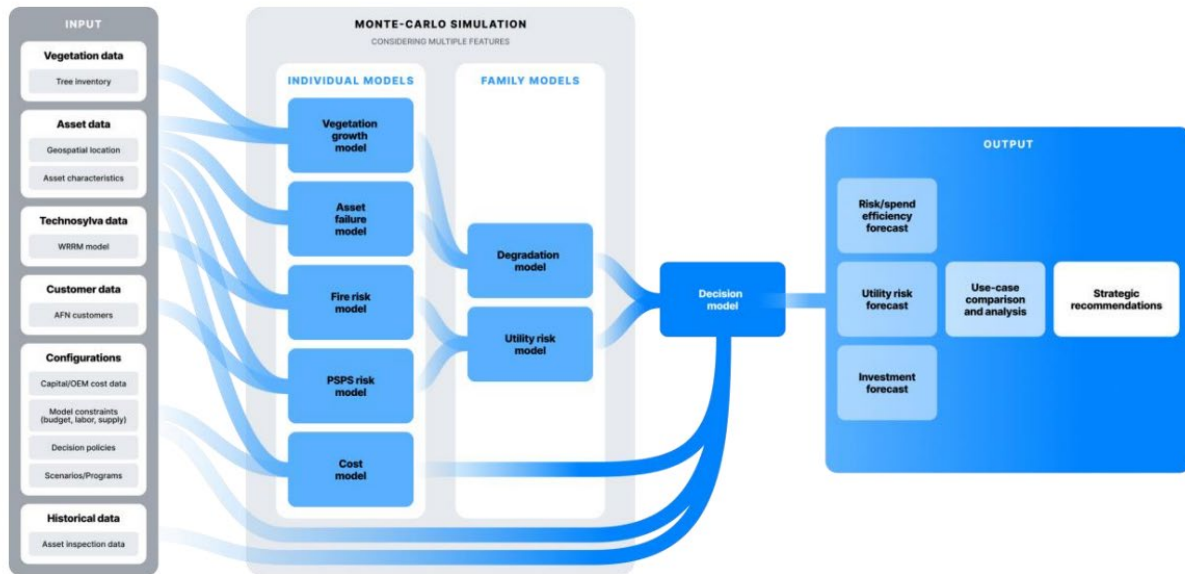 INPUT
Vegetation data
Tree inventory
Asset data
Geospatial location
Asset characteristics
Technosylva data
WRRM model
Customer data
AFN customers
Configurations
Capital/OEM cost data
Model constraints
(budget, labor, supply)
Decision policies
Scenarios/Programs
Historical data
Asset inspection data
MONTE-CARLO SIMULATION
CONSIDERING MULTIPLE FEATURES
INDIVIDUAL MODELS
Vegetation
growth
model
Asset
failure
model
Fire risk
model
PSPS risk
model
Cost
model
FAMILY MODELS
Degradation
model
Utility risk
model
Decision
model
OUTPUT
Risk/spend
efficiency
forecast
Utility risk
forecast
Investment
forecast
Use-case
comparison
and analysis
Strategic
recommendations